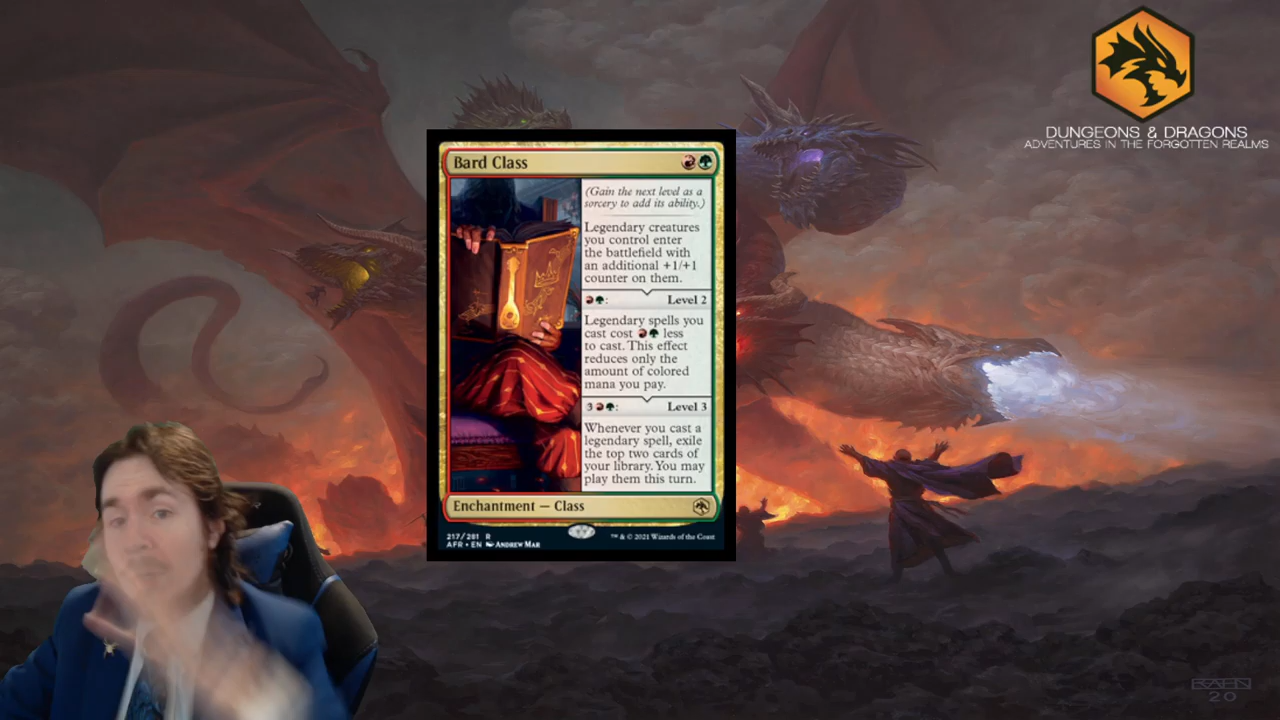 DUNGEONS & DRAGONS
ADVENTURES IN THE FORGOTTEN REALMS
Bard Class
(Gain the next level as a
sorcery to add its ability.)
Legendary creatures
you control enter
the battlefield with
an additional +1/+1
counter on them.
: Level 2
Legendary spells you
cast cost less
to cast. This effect
reduces only the
amount of colored
mana you pay.
3 : Level 3
Whenever you cast a
legendary spell, exile
the top two cards of
your library. You may
play them this turn.
Enchantment — Class
217/281 R
AFR • EN ANDREW MAR
™ & © 2021 Wizards of the Coast
20